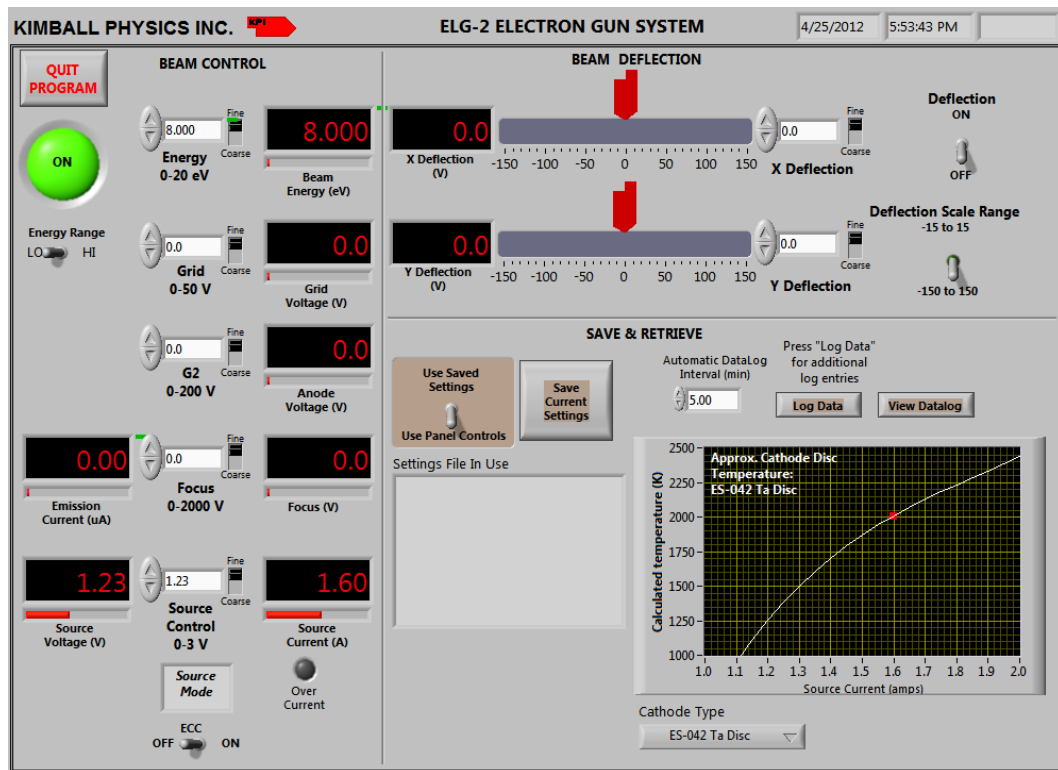 KIMBALL PHYSICS INC. KPI
ELG-2 ELECTRON GUN SYSTEM
4/25/2012
5:53:43 PM
QUIT
PROGRAM
BEAM CONTROL
ON
Energy Range
LO HI
8.000
Fine
Coarse
Energy
0-20 eV
8.000
Beam
Energy (eV)
0.0
Fine
Coarse
Grid
0-50 V
0.0
Grid
Voltage (V)
0.0
Fine
Coarse
G2
0-200 V
0.0
Anode
Voltage (V)
0.00
Emission
Current (uA)
0.0
Fine
Coarse
Focus
0-2000 V
0.0
Focus (V)
1.23
Source
Voltage (V)
1.23
Fine
Coarse
Source
Control
0-3 V
1.60
Source
Current (A)
Source
Mode
Over
Current
ECC
OFF ON
BEAM DEFLECTION
0.0
X Deflection
(V)
-150 -100 -50 0 50 100 150
0.0
Fine
Coarse
X Deflection
Deflection
ON
OFF
0.0
Y Deflection
(V)
-150 -100 -50 0 50 100 150
0.0
Fine
Coarse
Y Deflection
Deflection Scale Range
-15 to 15
-150 to 150
SAVE & RETRIEVE
Use Saved
Settings
Use Panel Controls
Save
Current
Settings
Automatic DataLog
Interval (min)
5.00
Press "Log Data"
for additional
log entries
Log Data
View Datalog
Settings File In Use
Approx. Cathode Disc
Temperature:
ES-042 Ta Disc
Calculated temperature (K)
2500
2250
2000
1750
1500
1250
1000
1.0 1.1 1.2 1.3 1.4 1.5 1.6 1.7 1.8 1.9 2.0
Source Current (amps)
Cathode Type
ES-042 Ta Disc